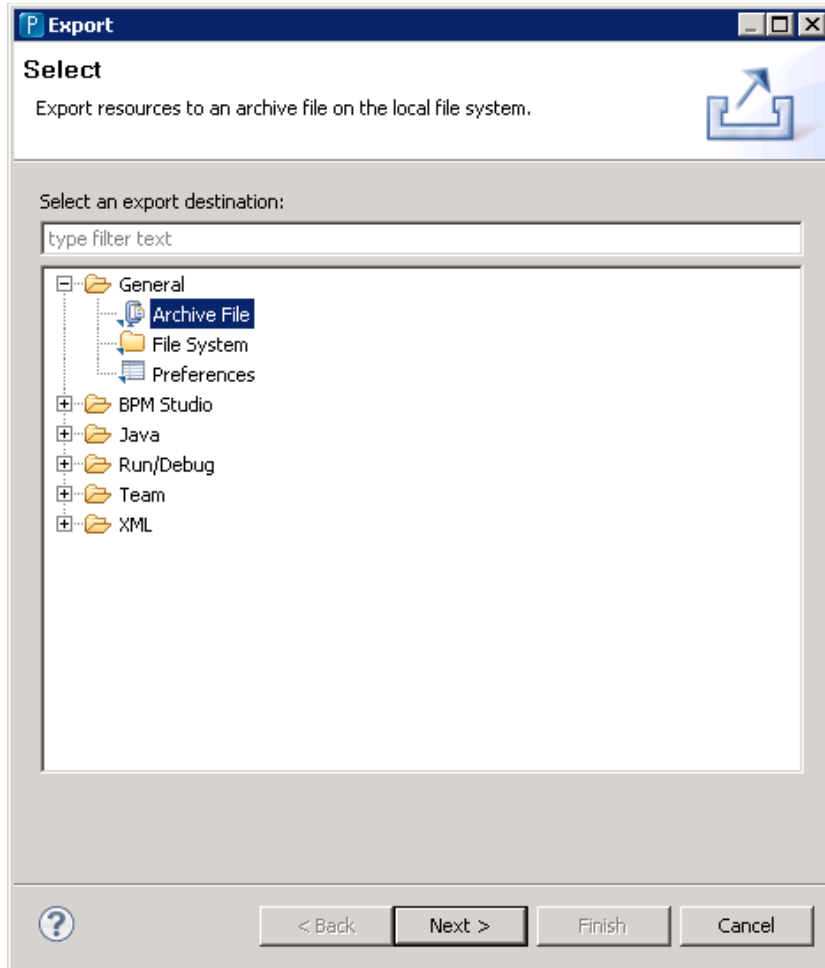 P Export
Select
Export resources to an archive file on the local file system.
Select an export destination:
type filter text
General
Archive File
File System
Preferences
BPM Studio
Java
Run/Debug
Team
XML
? < Back Next > Finish Cancel